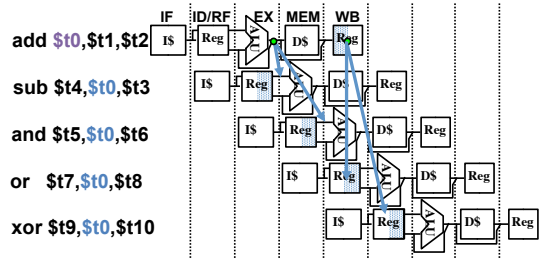 IF ID/RF EX MEM WB
add $t0,$t1,$t2 I$ Reg ALU D$ Reg
sub $t4,$t0,$t3 I$ Reg ALU D$ Reg
and $t5,$t0,$t6 I$ Reg ALU D$ Reg
or $t7,$t0,$t8 I$ Reg ALU D$ Reg
xor $t9,$t0,$t10 I$ Reg ALU D$ Reg